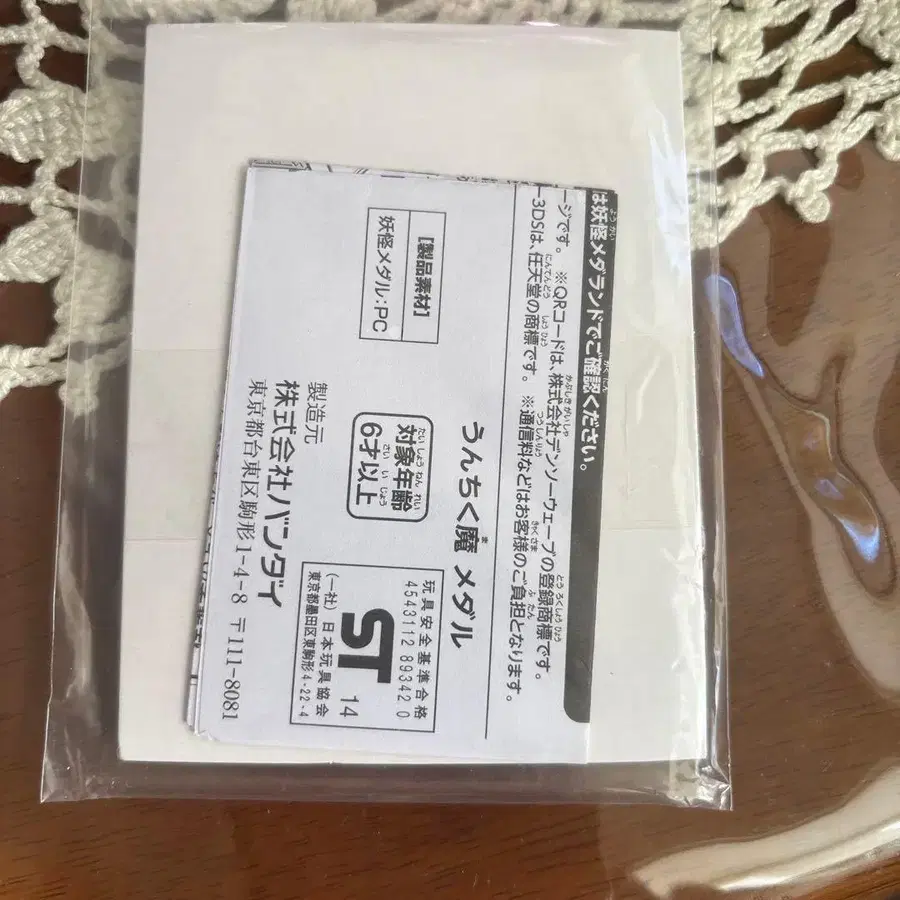 は妖怪メダランドでご確認ください。
ージです。 ※QRコードは、株式会社デンソーウェーブの登録商標です。
ー3DSは、任天堂の商標です。 ※通信料などはお客様のご負担となります。
うんちく魔 メダル
[製品素材]
妖怪メダル:PC
対象年齢
6才以上
玩具安全基準合格
4543112 89342 0
ST 14
(一社) 日本玩具協会
東京都墨田区東駒形4-22-4
製造元
株式会社バンダイ
東京都台東区駒形1-4-8 〒111-8081